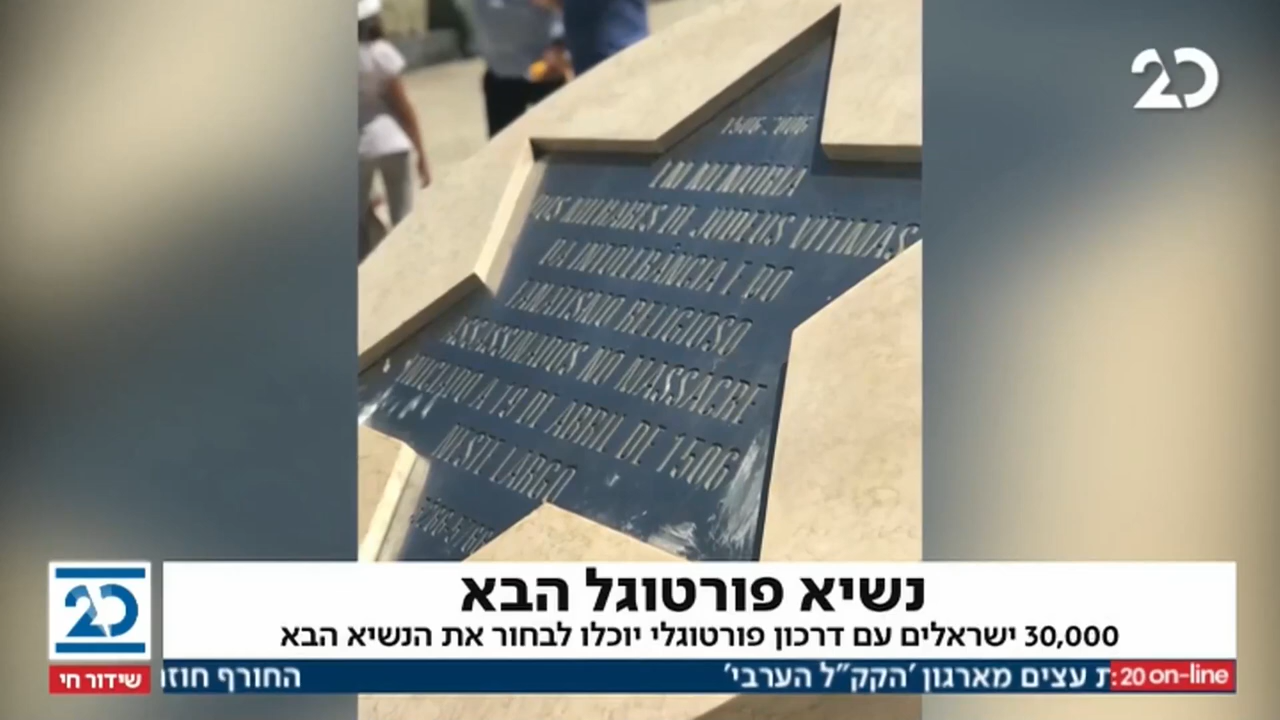 20
1506-2006
EM MEMÓRIA
DOS MILHARES DE JUDEUS VÍTIMAS
DA INTOLERÂNCIA E DO
FANATISMO RELIGIOSO
ASSASSINADOS NO MASSACRE
INICIADO A 19 DE ABRIL DE 1506
NESTE LARGO
5266-5766
20
נשיא פורטוגל הבא
30,000 ישראלים עם דרכון פורטוגלי יוכלו לבחור את הנשיא הבא
20 on-line: ת עצים מארגון 'הקק"ל הערבי'
החורף חוזר
שידור חי